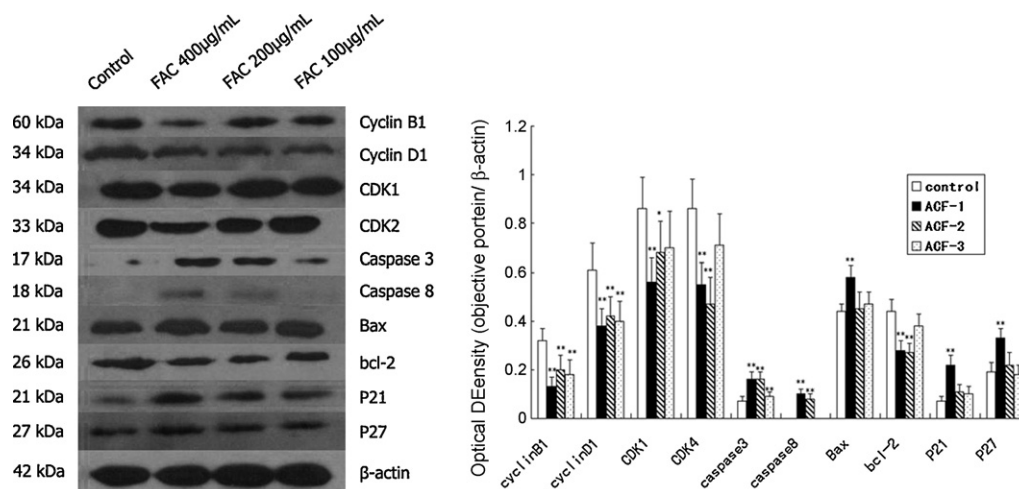 Control FAC 400μg/mL FAC 200μg/mL FAC 100μg/mL
60 kDa Cyclin B1
34 kDa Cyclin D1
34 kDa CDK1
33 kDa CDK2
17 kDa Caspase 3
18 kDa Caspase 8
21 kDa Bax
26 kDa bcl-2
21 kDa P21
27 kDa P27
42 kDa β-actin
Optical DEensity (objective portein/ β-actin)
1.2
1
0.8
0.6
0.4
0.2
0
control
AGF-1
AGF-2
AGF-3
** ** **
** ** **
** *
** **
** ** **
** **
**
** **
**
**
cyclinB1 cyclinD1 CDK1 CDK4 caspase3 caspase8 Bax bcl-2 P21 P27